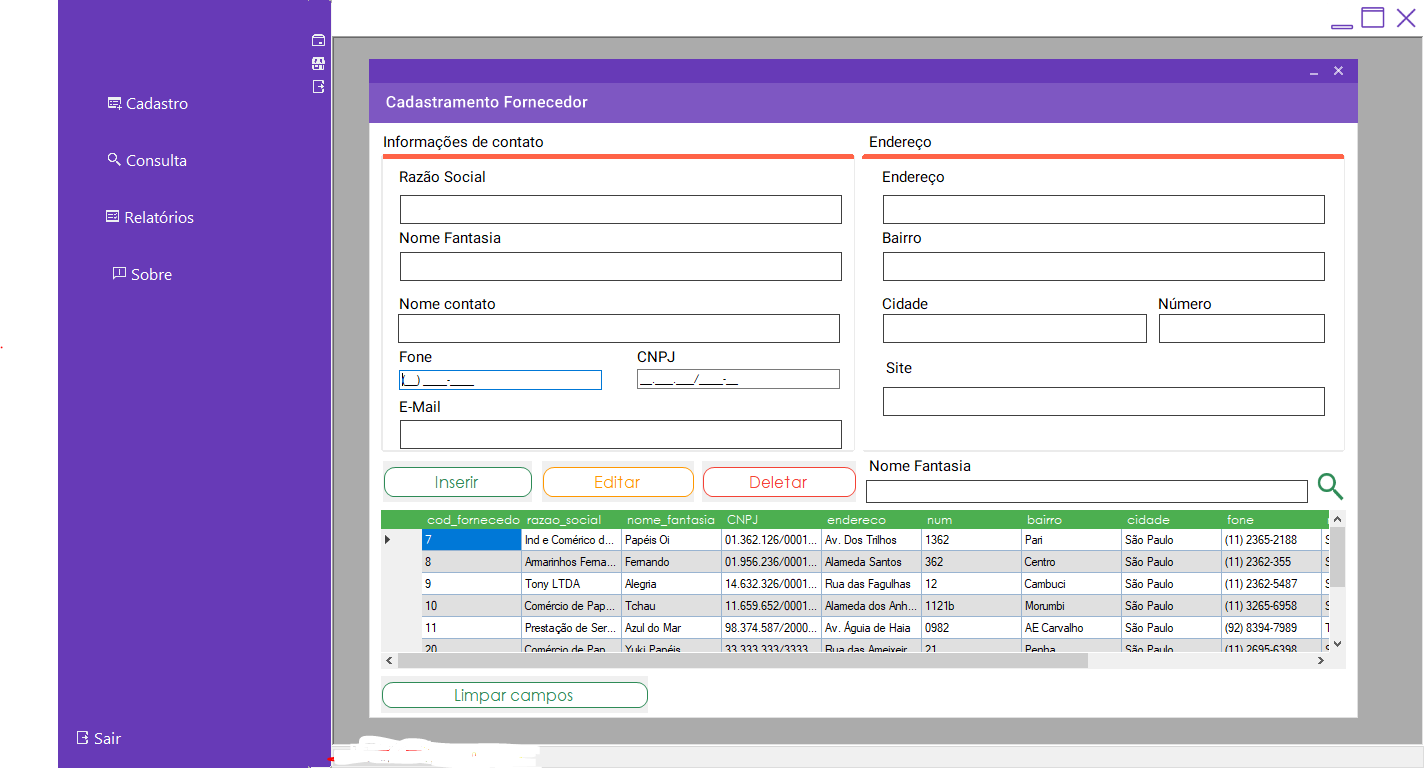 Cadastro
Consulta
Relatórios
Sobre
Sair
Cadastramento Fornecedor
Informações de contato
Razão Social
Nome Fantasia
Nome contato
Fone CNPJ
(__) ____-____ __.___.___/____-__
E-Mail
Endereço
Endereço
Bairro
Cidade Número
Site
Inserir Editar Deletar
Nome Fantasia
cod_fornecedo razao_social nome_fantasia CNPJ endereco num bairro cidade fone
7 Ind e Comérico d... Papéis Oi 01.362.126/0001... Av. Dos Trilhos 1362 Pari São Paulo (11) 2365-2188
8 Amarinhos Ferna... Fernando 01.956.236/0001... Alameda Santos 362 Centro São Paulo (11) 2362-355
9 Tony LTDA Alegria 14.632.326/0001... Rua das Fagulhas 12 Cambuci São Paulo (11) 2362-5487
10 Comércio de Pap... Tchau 11.659.652/0001... Alameda dos Anh... 1121b Morumbi São Paulo (11) 3265-6958
11 Prestação de Ser... Azul do Mar 98.374.587/2000... Av. Águia de Haia 0982 AE Carvalho São Paulo (92) 8394-7989
20 Comércio de Pap... Yuki Papéis 33.333.333/3333... Rua das Ameixeir... 21 Penha São Paulo (11) 2695-6398
Limpar campos